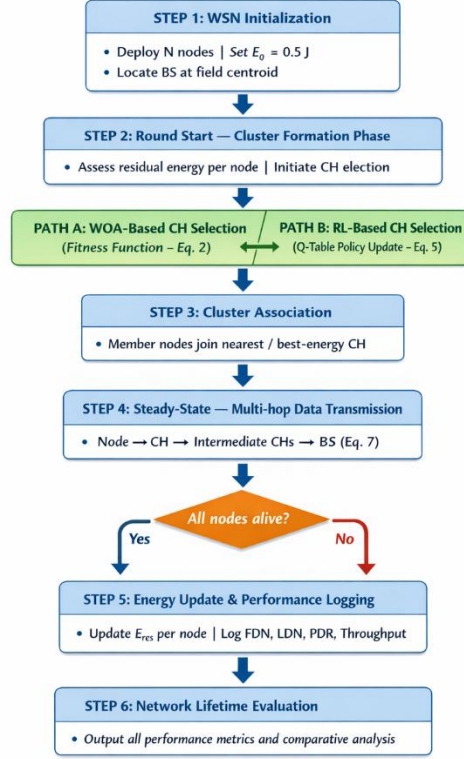 STEP 1: WSN Initialization
• Deploy N nodes | Set E₀ = 0.5 J
• Locate BS at field centroid
STEP 2: Round Start — Cluster Formation Phase
• Assess residual energy per node | Initiate CH election
PATH A: WOA-Based CH Selection
(Fitness Function – Eq. 2)
PATH B: RL-Based CH Selection
(Q-Table Policy Update – Eq. 5)
STEP 3: Cluster Association
• Member nodes join nearest / best-energy CH
STEP 4: Steady-State — Multi-hop Data Transmission
• Node → CH → Intermediate CHs → BS (Eq. 7)
All nodes alive?
Yes
No
STEP 5: Energy Update & Performance Logging
• Update E_res per node | Log FDN, LDN, PDR, Throughput
STEP 6: Network Lifetime Evaluation
• Output all performance metrics and comparative analysis